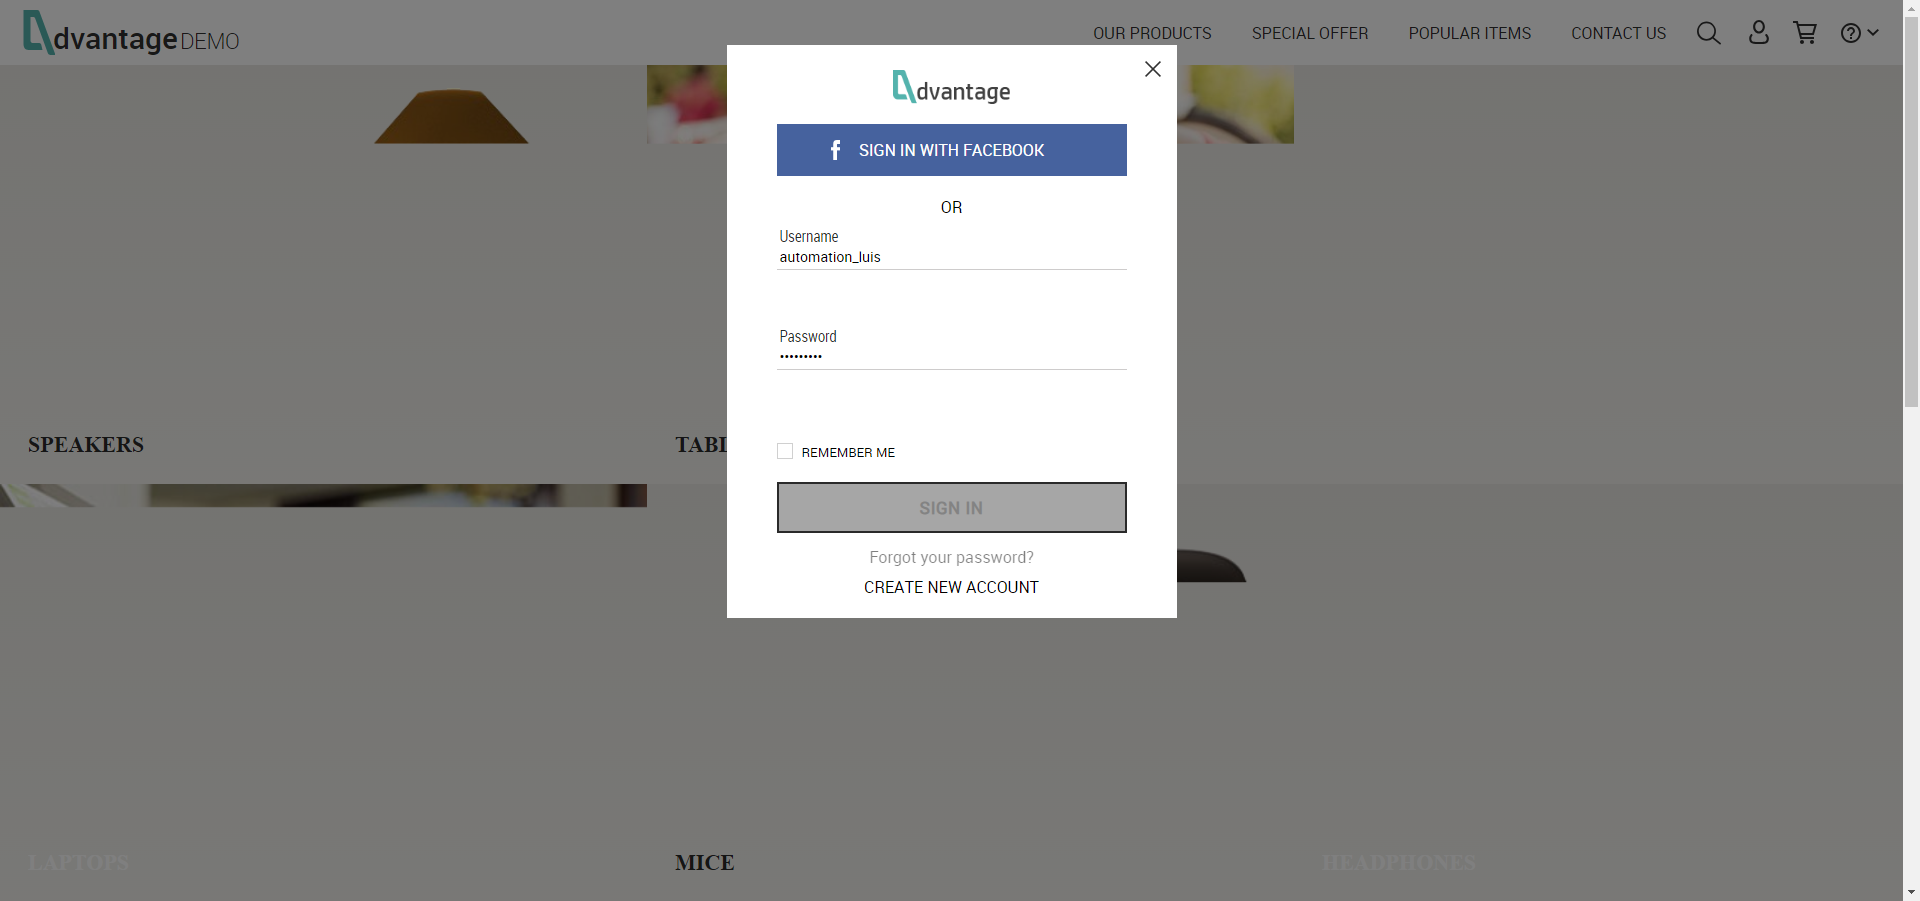 dvantage DEMO
OUR PRODUCTS
SPECIAL OFFER
POPULAR ITEMS
CONTACT US
dvantage
SIGN IN WITH FACEBOOK
OR
Username
automation_luis
Password
•••••••••
REMEMBER ME
SIGN IN
Forgot your password?
CREATE NEW ACCOUNT
SPEAKERS
TABL
LAPTOPS
MICE
HEADPHONES